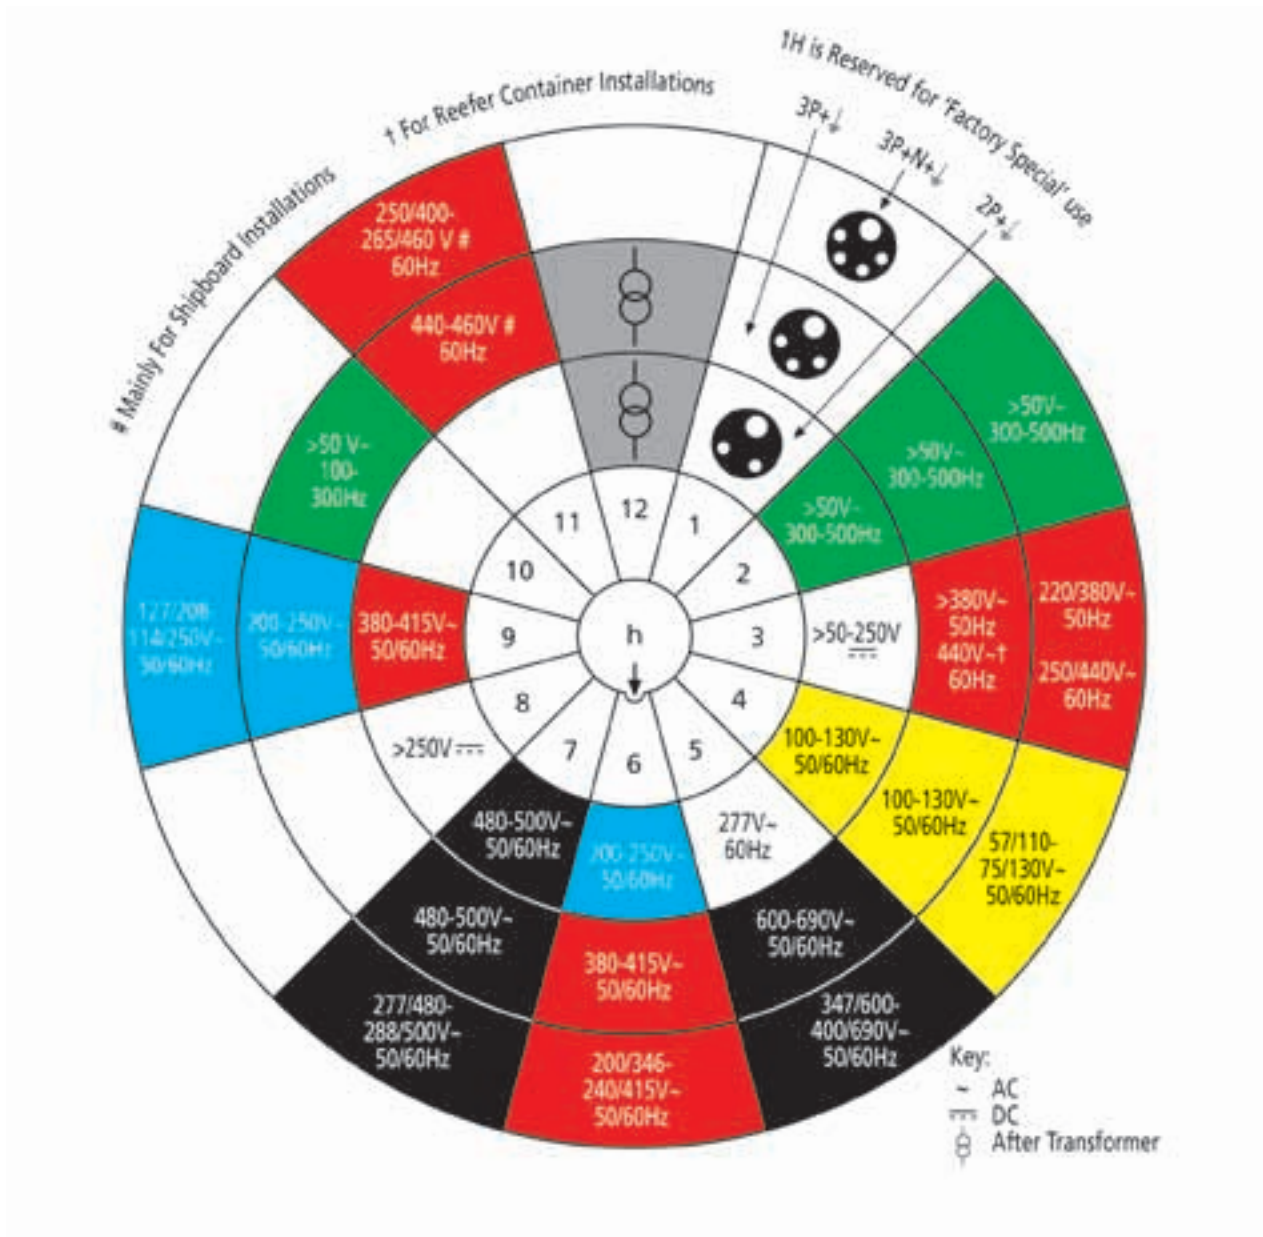 # Mainly For Shipboard Installations
† For Reefer Container Installations
1H is Reserved for 'Factory Special' use
3P+⏚
3P+N+⏚
2P+⏚
250/400-
265/460 V #
60Hz
440-460V #
60Hz
>50V~
300-500Hz
>50V~
300-500Hz
>50V~
300-500Hz
>50 V~
100-
300Hz
12
11
1
10
2
9
h
3
8
4
7
6
5
127/208-
114/250V~
50/60Hz
200-250V~
50/60Hz
380-415V~
50/60Hz
>50-250V
⎓
>380V~
50Hz
440V~†
60Hz
220/380V~
50Hz
250/440V~
60Hz
>250V ⎓
100-130V~
50/60Hz
100-130V~
50/60Hz
57/110-
75/130V~
50/60Hz
480-500V~
50/60Hz
200-250V~
50/60Hz
277V~
60Hz
480-500V~
50/60Hz
380-415V~
50/60Hz
600-690V~
50/60Hz
277/480-
288/500V~
50/60Hz
200/346-
240/415V~
50/60Hz
347/600-
400/690V~
50/60Hz
Key:
~ AC
⎓ DC
After Transformer